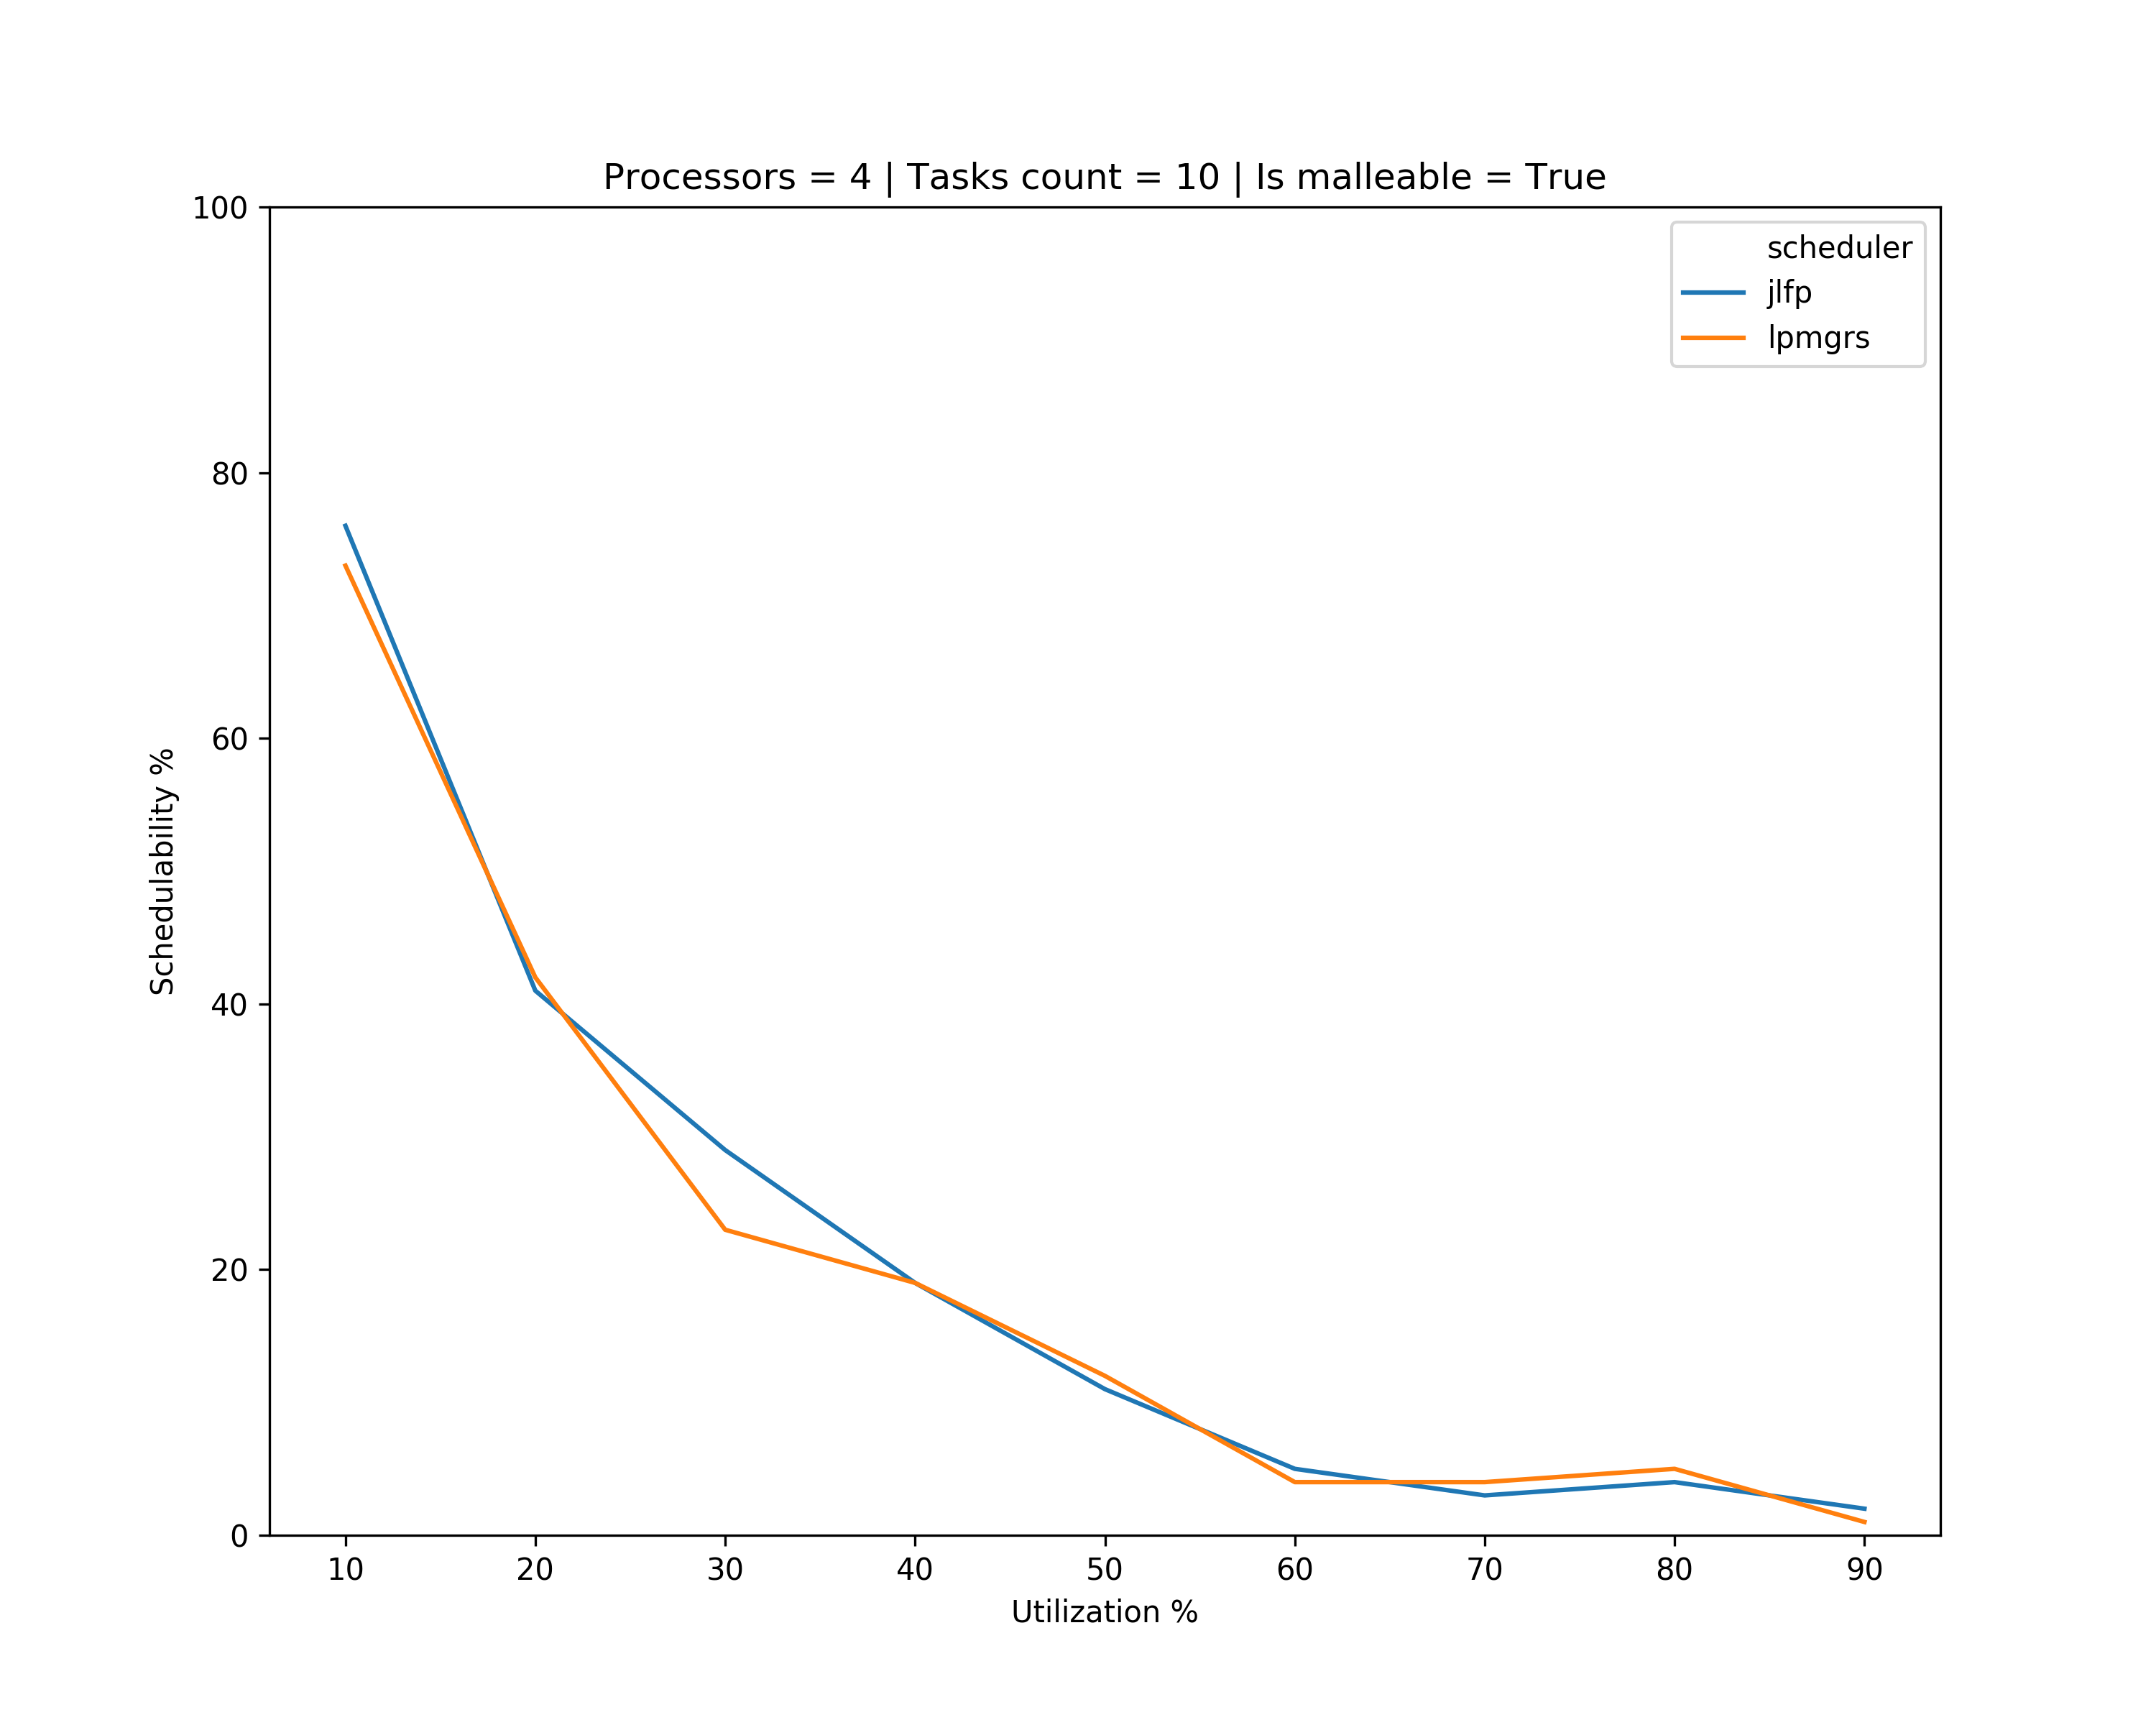 Processors = 4 | Tasks count = 10 | Is malleable = True
100
80
60
40
20
0
Schedulability %
scheduler
jlfp
lpmgrs
10 20 30 40 50 60 70 80 90
Utilization %